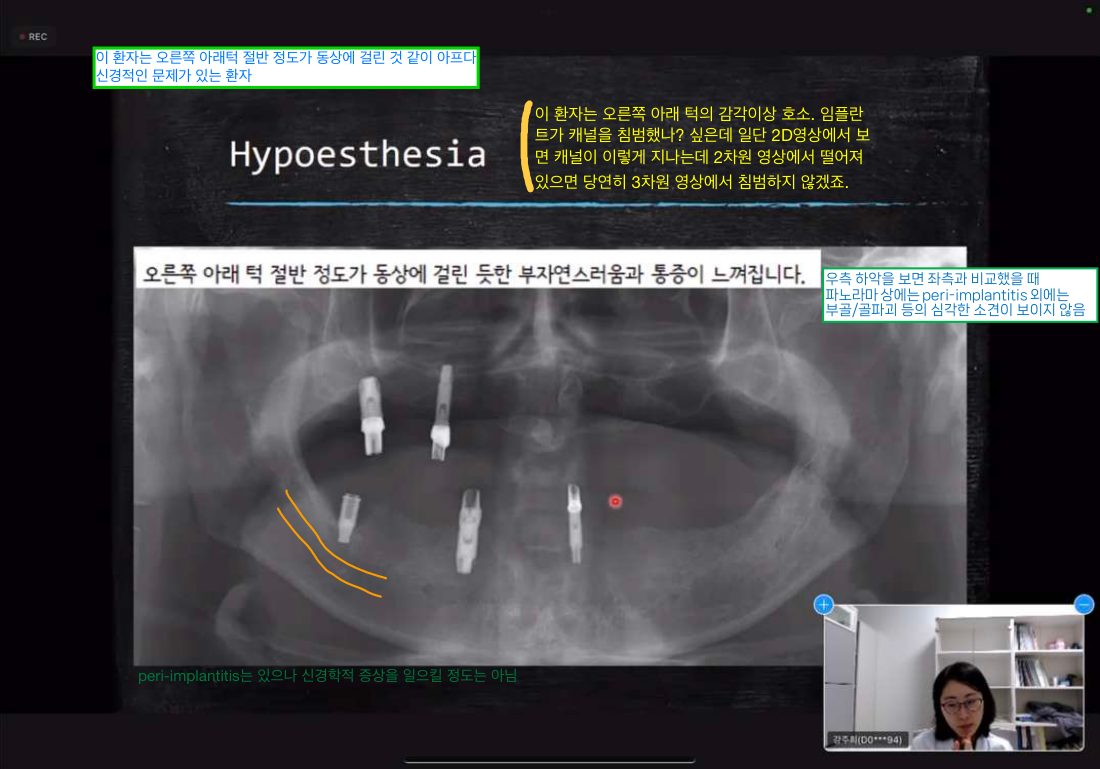 REC
이 환자는 오른쪽 아래턱 절반 정도가 동상에 걸린 것 같이 아프다
신경적인 문제가 있는 환자
Hypoesthesia
이 환자는 오른쪽 아래 턱의 감각이상 호소. 임플란
트가 캐널을 침범했나? 싶은데 일단 2D영상에서 보
면 캐널이 이렇게 지나는데 2차원 영상에서 떨어져
있으면 당연히 3차원 영상에서 침범하지 않겠죠.
오른쪽 아래 턱 절반 정도가 동상에 걸린 듯한 부자연스러움과 통증이 느껴집니다.
우측 하악을 보면 좌측과 비교했을 때
파노라마 상에는 peri-implantitis 외에는
부골/골파괴 등의 심각한 소견이 보이지 않음
peri-implantitis는 있으나 신경학적 증상을 일으킬 정도는 아님
강주희(D0***94)